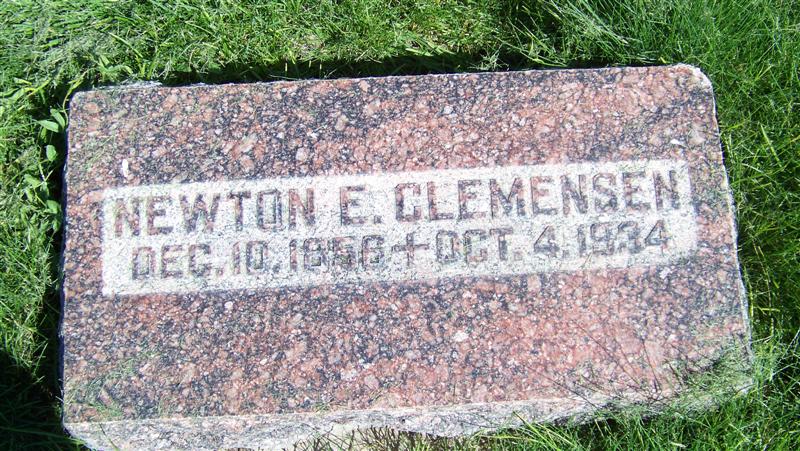 NEWTON E. CLEMENSEN
DEC. 10. 1856 + OCT. 4. 1934